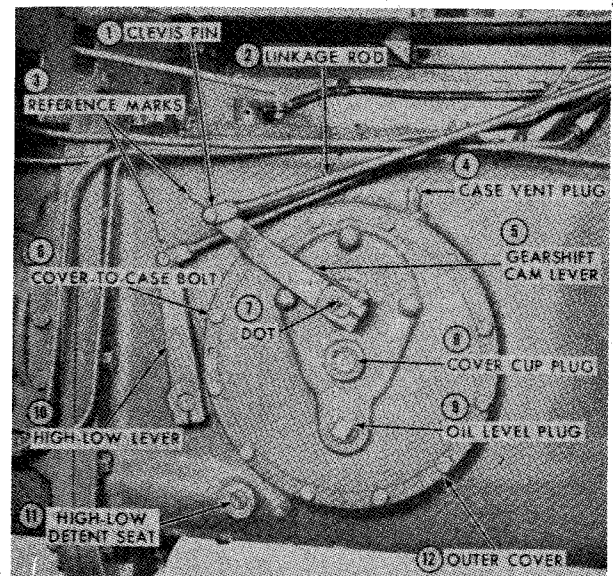 ① CLEVIS PIN
② LINKAGE ROD
③
REFERENCE MARKS
④
CASE VENT PLUG
⑤
GEARSHIFT
CAM LEVER
⑥
COVER-TO-CASE BOLT
⑦
DOT
⑧
COVER CUP PLUG
⑨
OIL LEVEL PLUG
⑩
HIGH-LOW LEVER
⑪ HIGH-LOW
DETENT SEAT
⑫ OUTER COVER